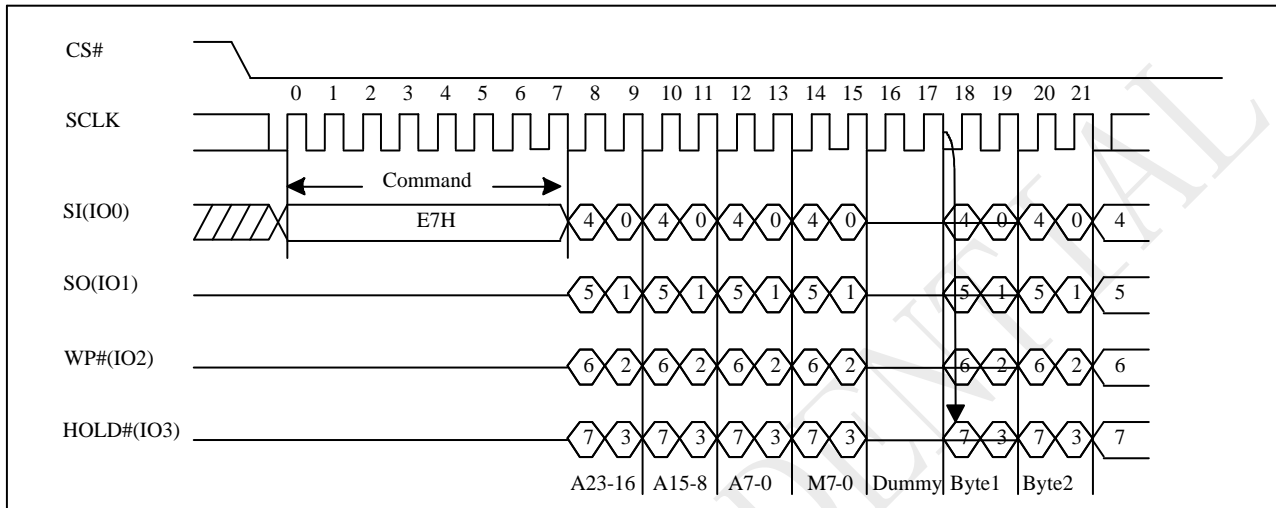 CS#
0 1 2 3 4 5 6 7 8 9 10 11 12 13 14 15 16 17 18 19 20 21
SCLK
Command
SI(IO0) E7H 4 0 4 0 4 0 4 0 4 0 4 0 4
SO(IO1) 5 1 5 1 5 1 5 1 5 1 5 1 5
WP#(IO2) 6 2 6 2 6 2 6 2 6 2 6 2 6
HOLD#(IO3) 7 3 7 3 7 3 7 3 7 3 7 3 7
A23-16 A15-8 A7-0 M7-0 Dummy Byte1 Byte2
DENTIAL